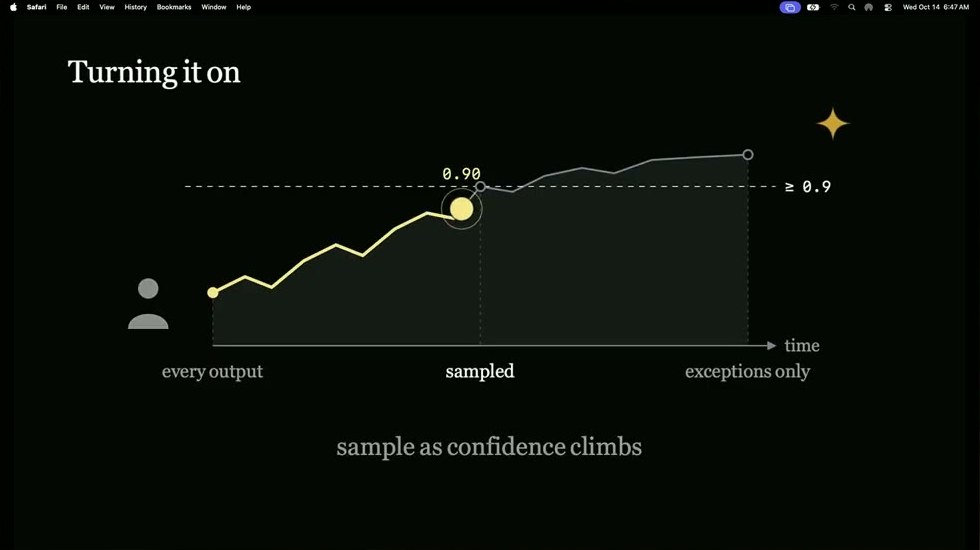 Safari File Edit View History Bookmarks Window Help Wed Oct 14 6:47 AM
Turning it on
0.90
≥ 0.9
time
every output sampled exceptions only
sample as confidence climbs